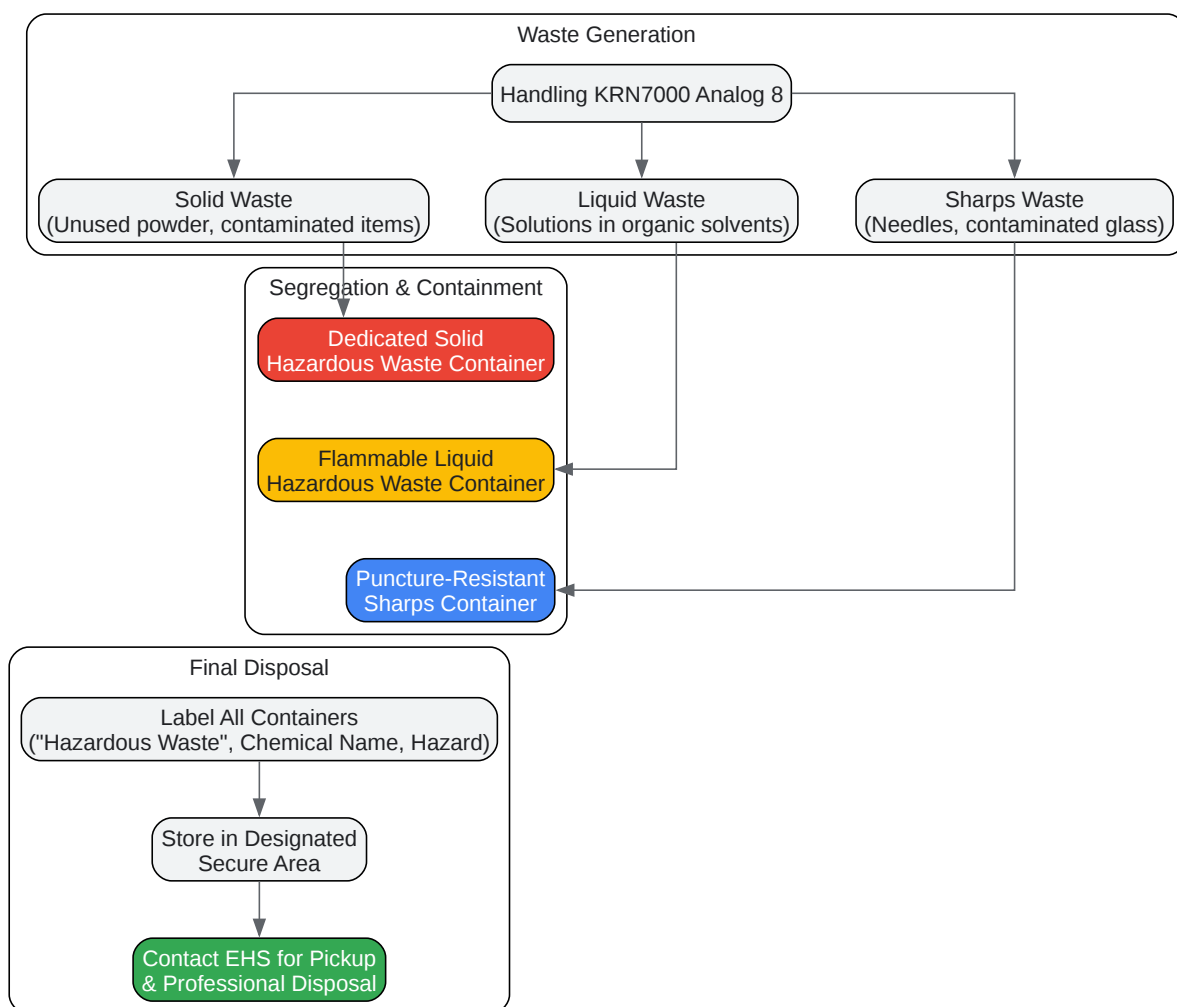 Waste Generation
Handling KRN7000 Analog 8
Solid Waste
(Unused powder, contaminated items)
Liquid Waste
(Solutions in organic solvents)
Sharps Waste
(Needles, contaminated glass)
Segregation & Containment
Dedicated Solid
Hazardous Waste Container
Flammable Liquid
Hazardous Waste Container
Puncture-Resistant
Sharps Container
Final Disposal
Label All Containers
("Hazardous Waste", Chemical Name, Hazard)
Store in Designated
Secure Area
Contact EHS for Pickup
& Professional Disposal